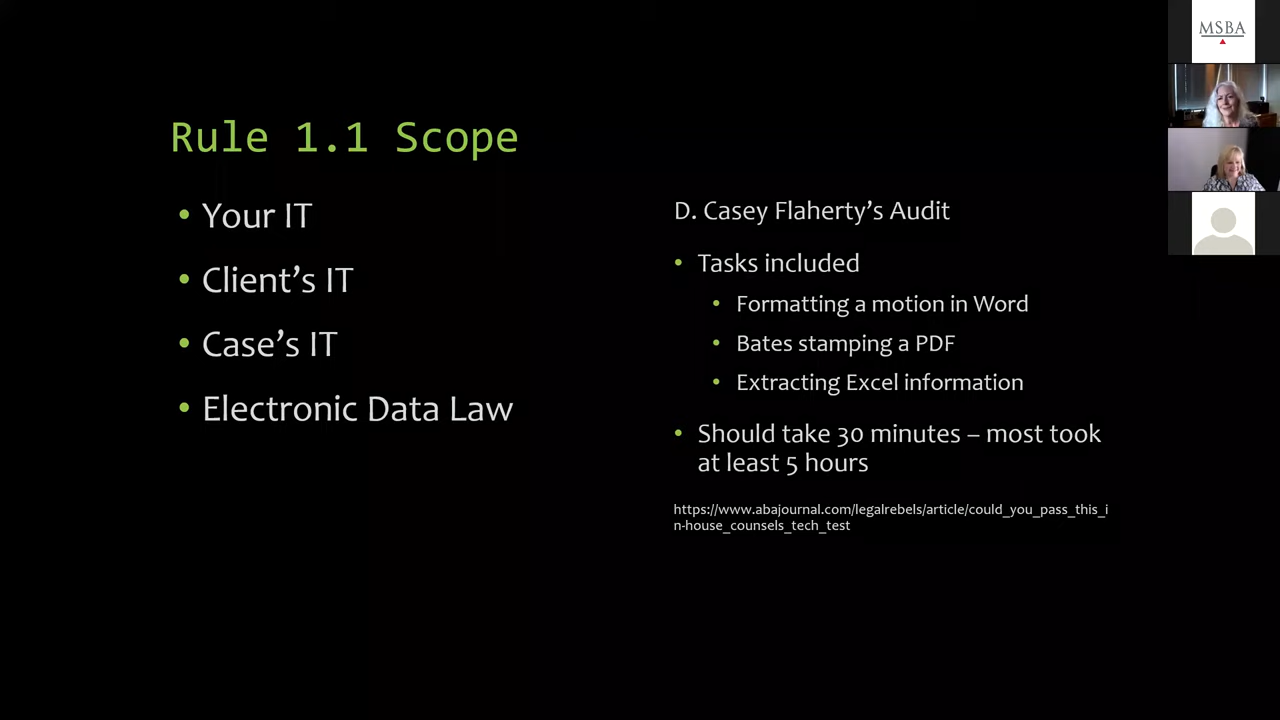 MSBA
Rule 1.1 Scope
• Your IT
• Client's IT
• Case's IT
• Electronic Data Law
D. Casey Flaherty's Audit
• Tasks included
• Formatting a motion in Word
• Bates stamping a PDF
• Extracting Excel information
• Should take 30 minutes – most took
at least 5 hours
https://www.abajournal.com/legalrebels/article/could_you_pass_this_i
n-house_counsels_tech_test